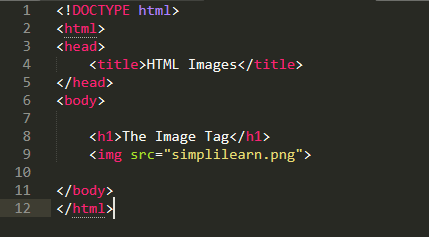 1 <!DOCTYPE html>
2 <html>
3 <head>
4     <title>HTML Images</title>
5 </head>
6 <body>
7
8     <h1>The Image Tag</h1>
9     <img src="simplilearn.png">
10
11 </body>
12 </html>